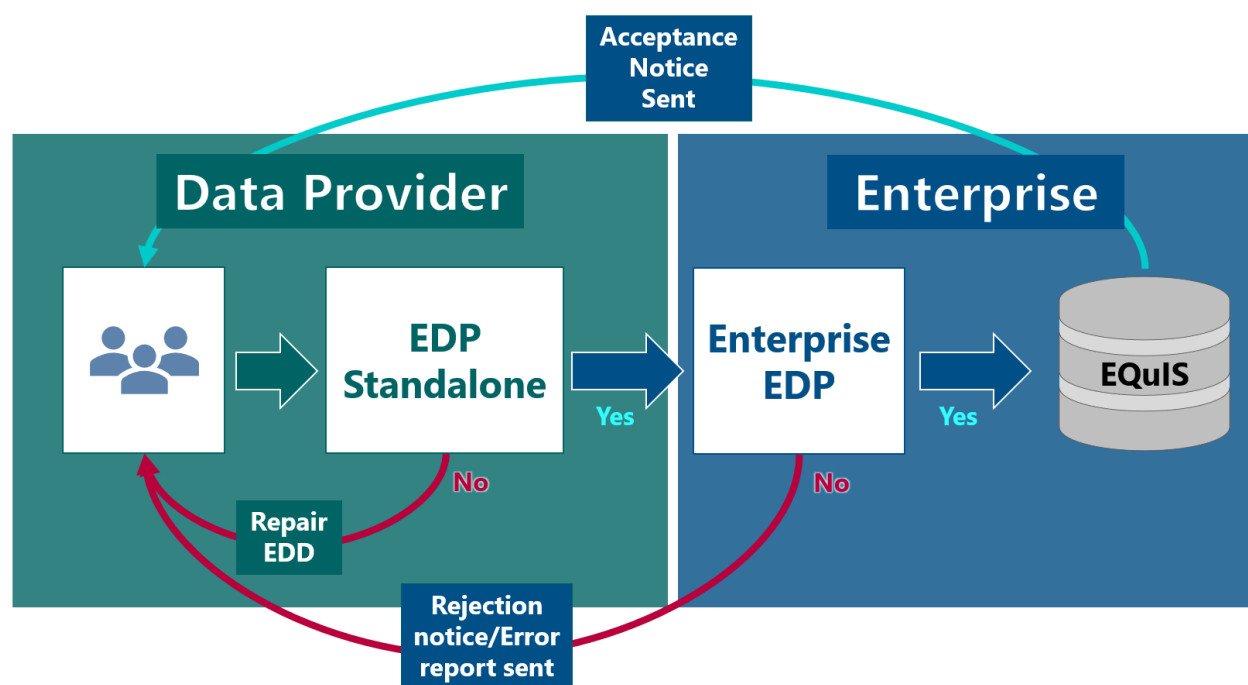 Acceptance
Notice
Sent
Data Provider
Enterprise
EDP
Standalone
Yes
Enterprise
EDP
Yes
EQuIS
No
No
Repair
EDD
Rejection
notice/Error
report sent